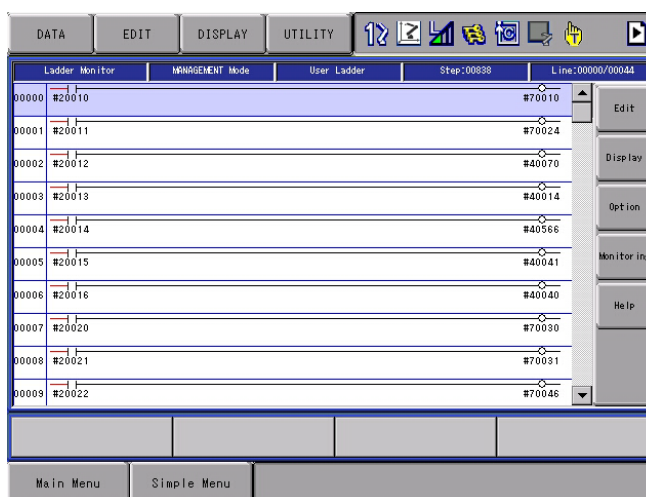 DATA EDIT DISPLAY UTILITY
Ladder Monitor MANAGEMENT Mode User Ladder Step:00838 Line:00000/00044
00000 #20010 #70010
00001 #20011 #70024
00002 #20012 #40070
00003 #20013 #40014
00004 #20014 #40566
00005 #20015 #40041
00006 #20016 #40040
00007 #20020 #70030
00008 #20021 #70031
00009 #20022 #70046
Edit
Display
Option
Monitorin
Help
Main Menu Simple Menu